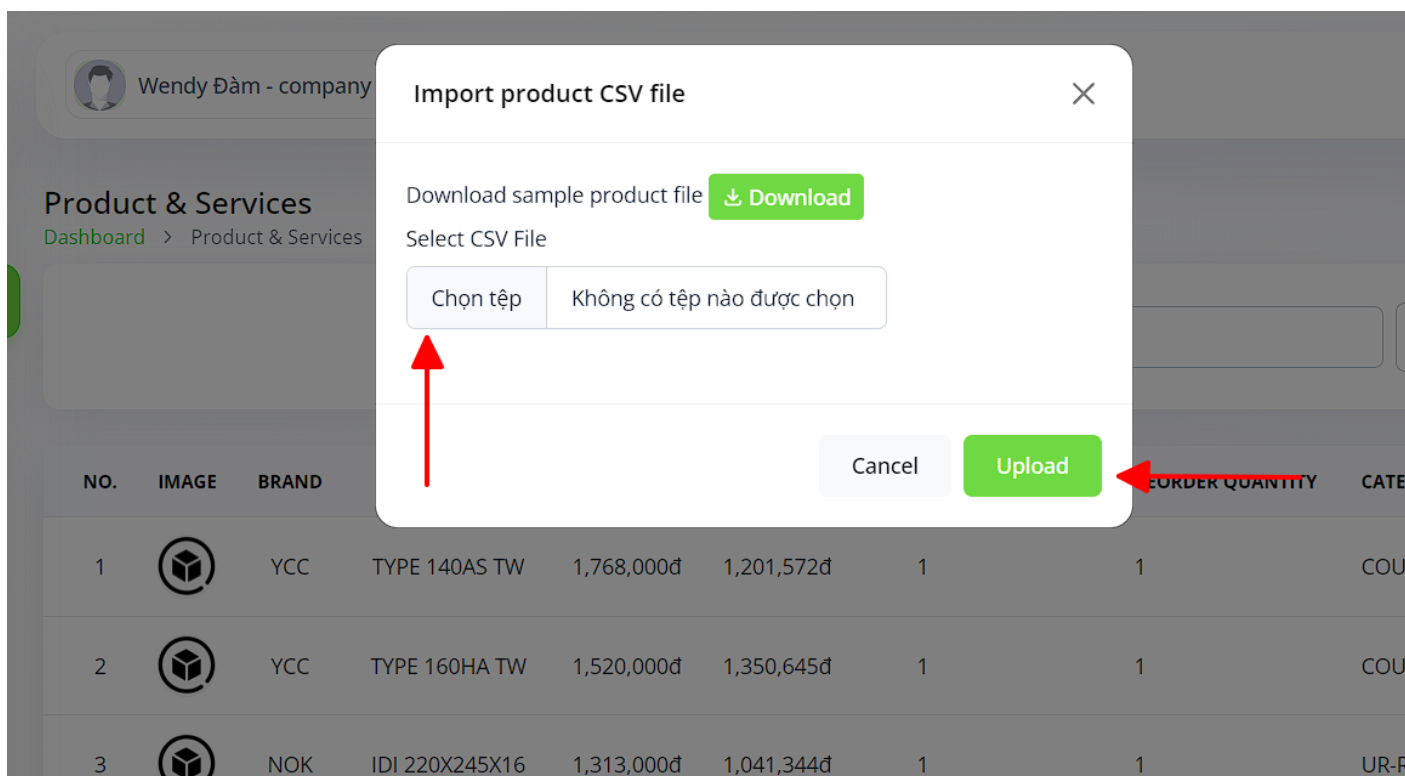 Wendy Đàm - company
Import product CSV file
Product & Services
Dashboard > Product & Services
Download sample product file Download
Select CSV File
Chọn tệp Không có tệp nào được chọn
Cancel Upload
NO. IMAGE BRAND QUANTITY
1 YCC TYPE 140AS TW 1,768,000đ 1,201,572đ 1 1
2 YCC TYPE 160HA TW 1,520,000đ 1,350,645đ 1 1
3 NOK IDI 220X245X16 1,313,000đ 1,041,344đ 1 1